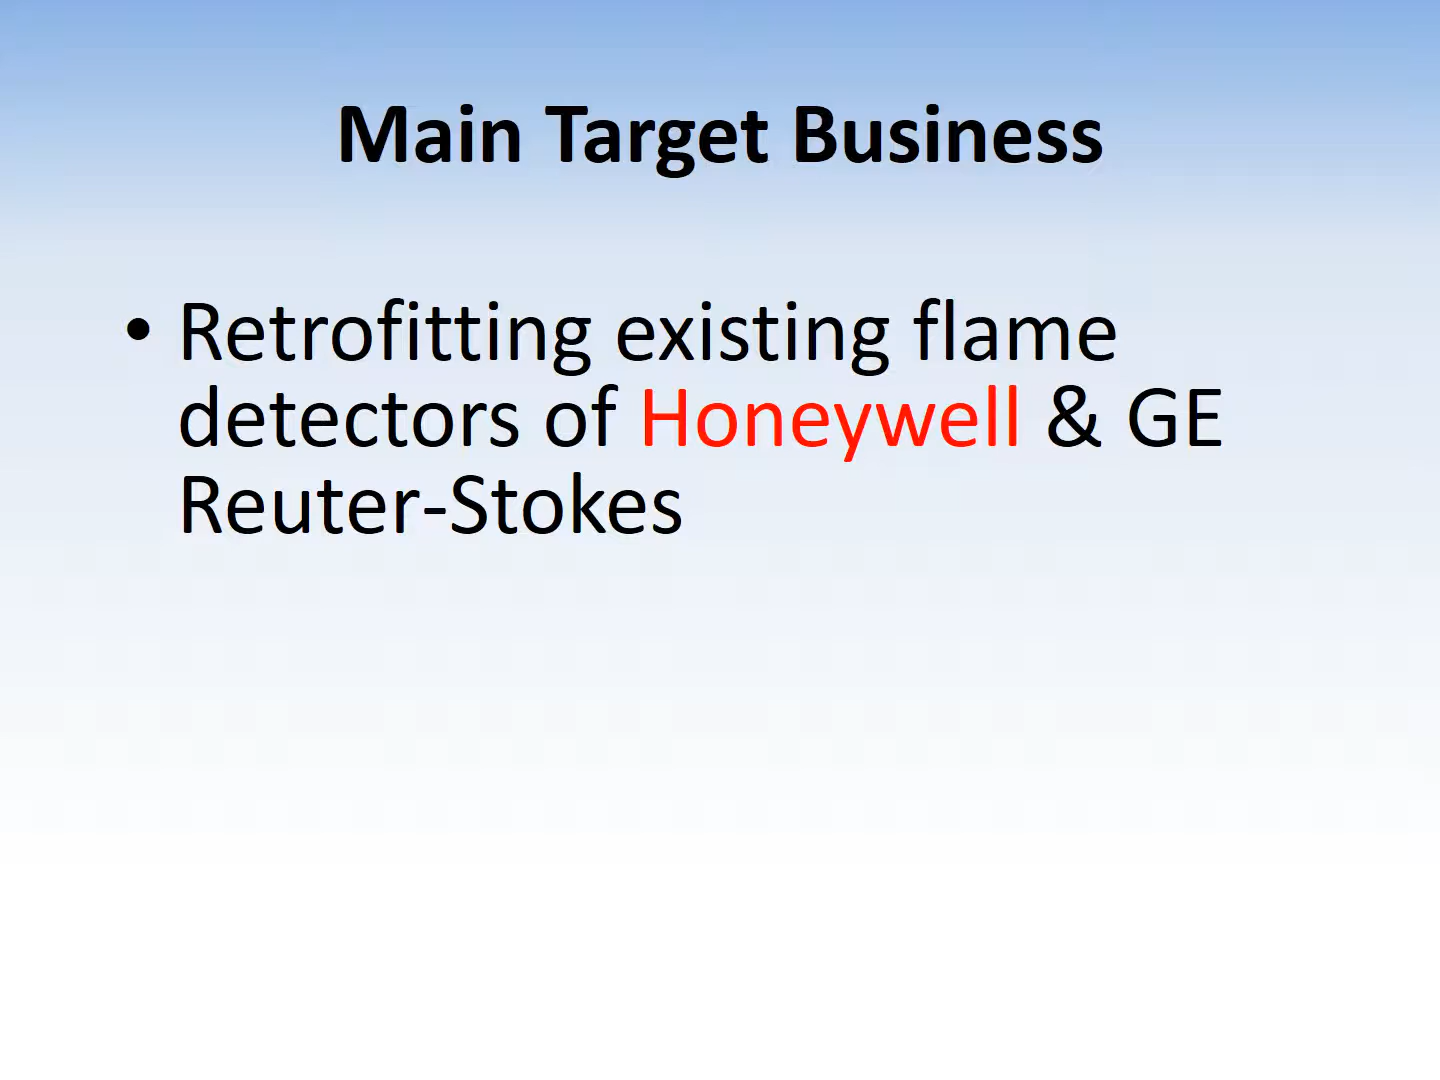 Main Target Business
• Retrofitting existing flame
detectors of Honeywell & GE
Reuter-Stokes